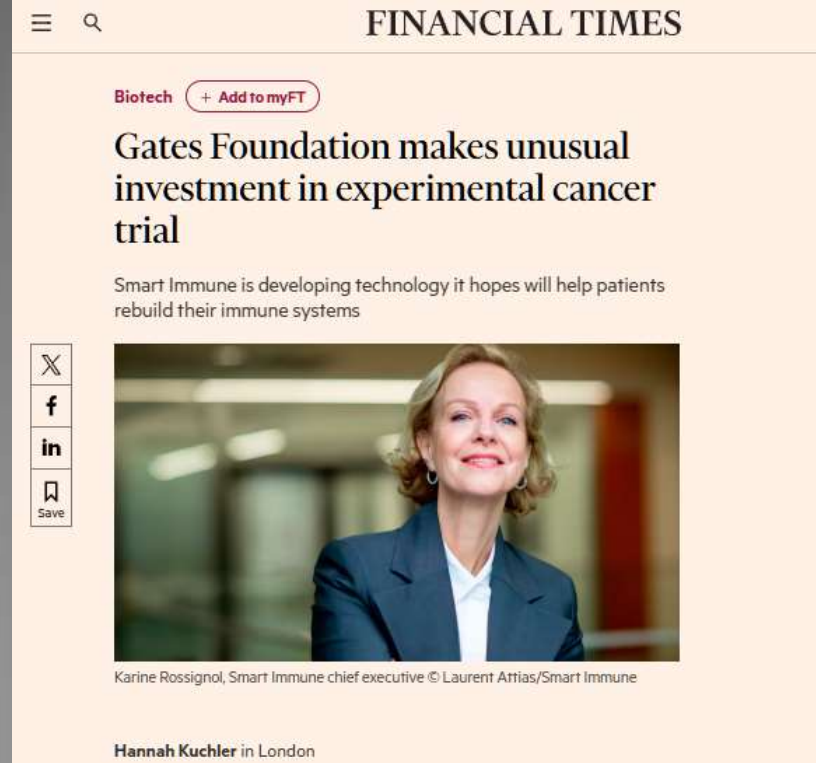 FINANCIAL TIMES
Biotech
+ Add to myFT
Gates Foundation makes unusual
investment in experimental cancer
trial
Smart Immune is developing technology it hopes will help patients
rebuild their immune systems
X
f
in
Save
Karine Rossignol, Smart Immune chief executive © Laurent Attias/Smart Immune
Hannah Kuchler in London